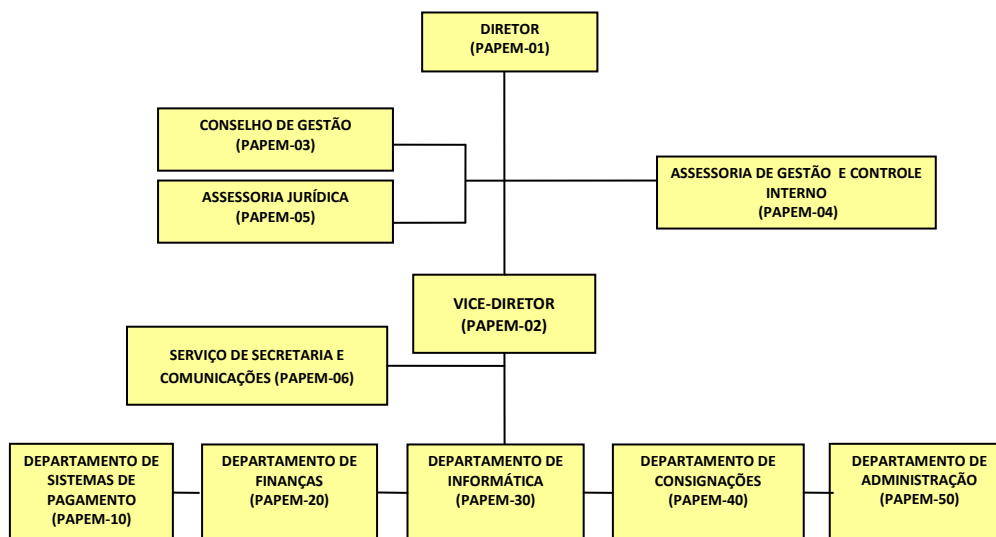 DIRETOR
(PAPEM-01)
CONSELHO DE GESTÃO
(PAPEM-03)
ASSESSORIA JURÍDICA
(PAPEM-05)
ASSESSORIA DE GESTÃO E CONTROLE
INTERNO
(PAPEM-04)
VICE-DIRETOR
(PAPEM-02)
SERVIÇO DE SECRETARIA E
COMUNICAÇÕES (PAPEM-06)
DEPARTAMENTO DE
SISTEMAS DE
PAGAMENTO
(PAPEM-10)
DEPARTAMENTO DE
FINANÇAS
(PAPEM-20)
DEPARTAMENTO DE
INFORMÁTICA
(PAPEM-30)
DEPARTAMENTO DE
CONSIGNAÇÕES
(PAPEM-40)
DEPARTAMENTO DE
ADMINISTRAÇÃO
(PAPEM-50)